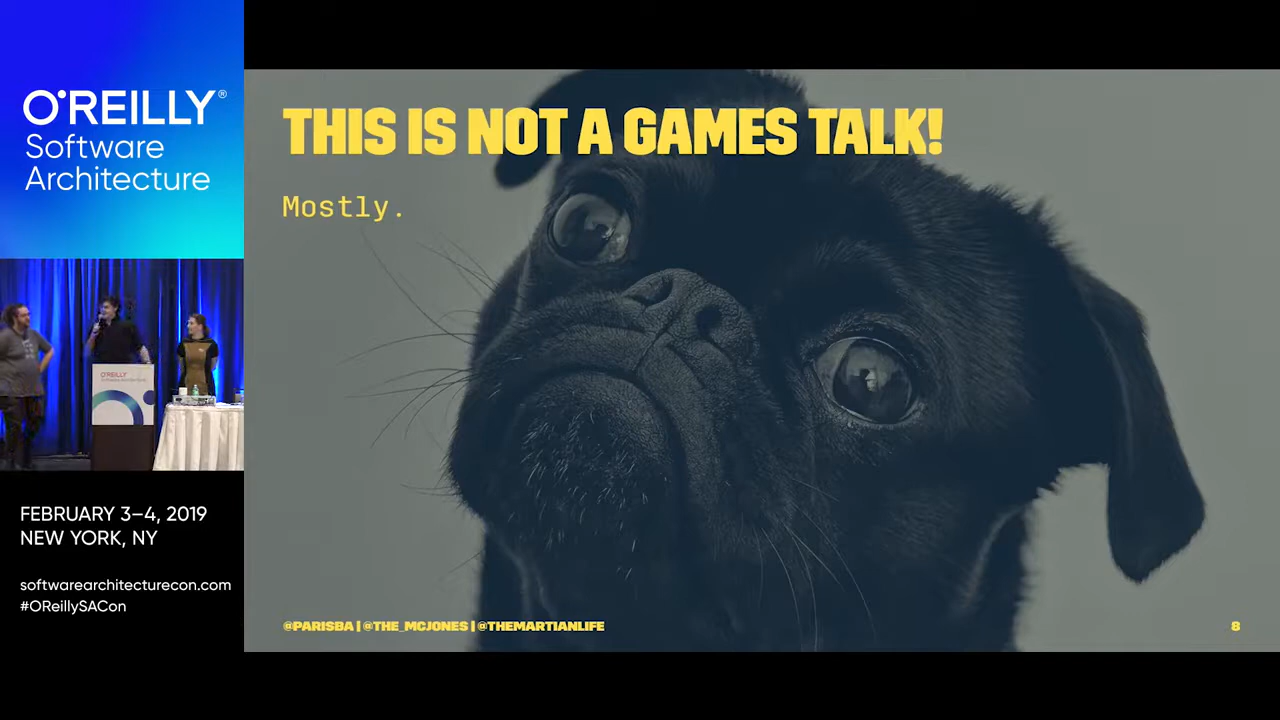 O'REILLY®
Software
Architecture
FEBRUARY 3–4, 2019
NEW YORK, NY
softwarearchitecturecon.com
#OReillySACon
THIS IS NOT A GAMES TALK!
Mostly.
@PARISBA | @THE_MCJONES | @THEMARTIANLIFE
8
O'REILLY